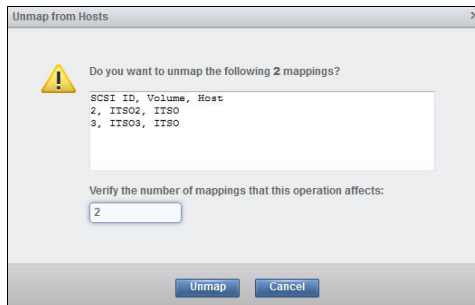 Unmap from Hosts
Do you want to unmap the following 2 mappings?
SCSI ID, Volume, Host
2, ITSO2, ITSO
3, ITSO3, ITSO
Verify the number of mappings that this operation affects:
2
Unmap
Cancel